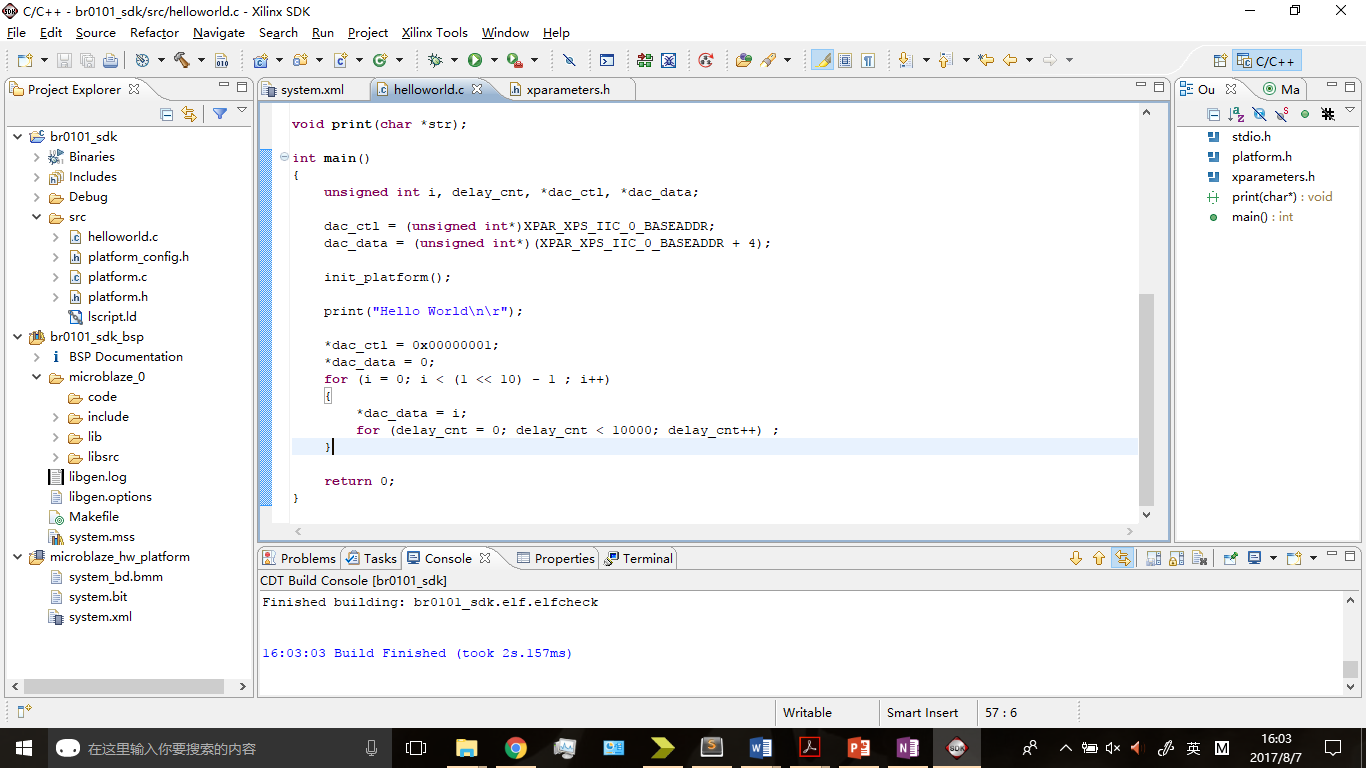 C/C++ - br0101_sdk/src/helloworld.c - Xilinx SDK
File Edit Source Refactor Navigate Search Run Project Xilinx Tools Window Help
C/C++
Project Explorer
br0101_sdk
Binaries
Includes
Debug
src
helloworld.c
platform_config.h
platform.c
platform.h
lscript.ld
br0101_sdk_bsp
BSP Documentation
microblaze_0
code
include
lib
libsrc
libgen.log
libgen.options
Makefile
system.mss
microblaze_hw_platform
system_bd.bmm
system.bit
system.xml
system.xml helloworld.c xparameters.h
void print(char *str);
int main()
{
unsigned int i, delay_cnt, *dac_ctl, *dac_data;
dac_ctl = (unsigned int*)XPAR_XPS_IIC_0_BASEADDR;
dac_data = (unsigned int*)(XPAR_XPS_IIC_0_BASEADDR + 4);
init_platform();
print("Hello World\n\r");
*dac_ctl = 0x00000001;
*dac_data = 0;
for (i = 0; i < (1 << 10) - 1 ; i++)
{
*dac_data = i;
for (delay_cnt = 0; delay_cnt < 10000; delay_cnt++) ;
}
return 0;
}
Ou Ma
stdio.h
platform.h
xparameters.h
print(char*) : void
main() : int
Problems Tasks Console Properties Terminal
CDT Build Console [br0101_sdk]
Finished building: br0101_sdk.elf.elfcheck
16:03:03 Build Finished (took 2s.157ms)
Writable Smart Insert 57 : 6
在这里输入你要搜索的内容
英 M
16:03
2017/8/7